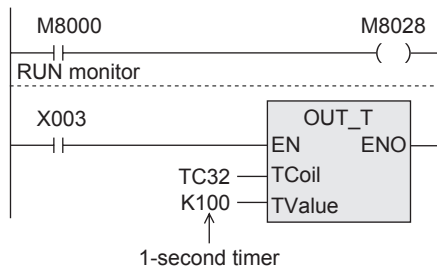 M8000 M8028
RUN monitor
X003 OUT_T
EN ENO
TC32 TCoil
K100 TValue
1-second timer